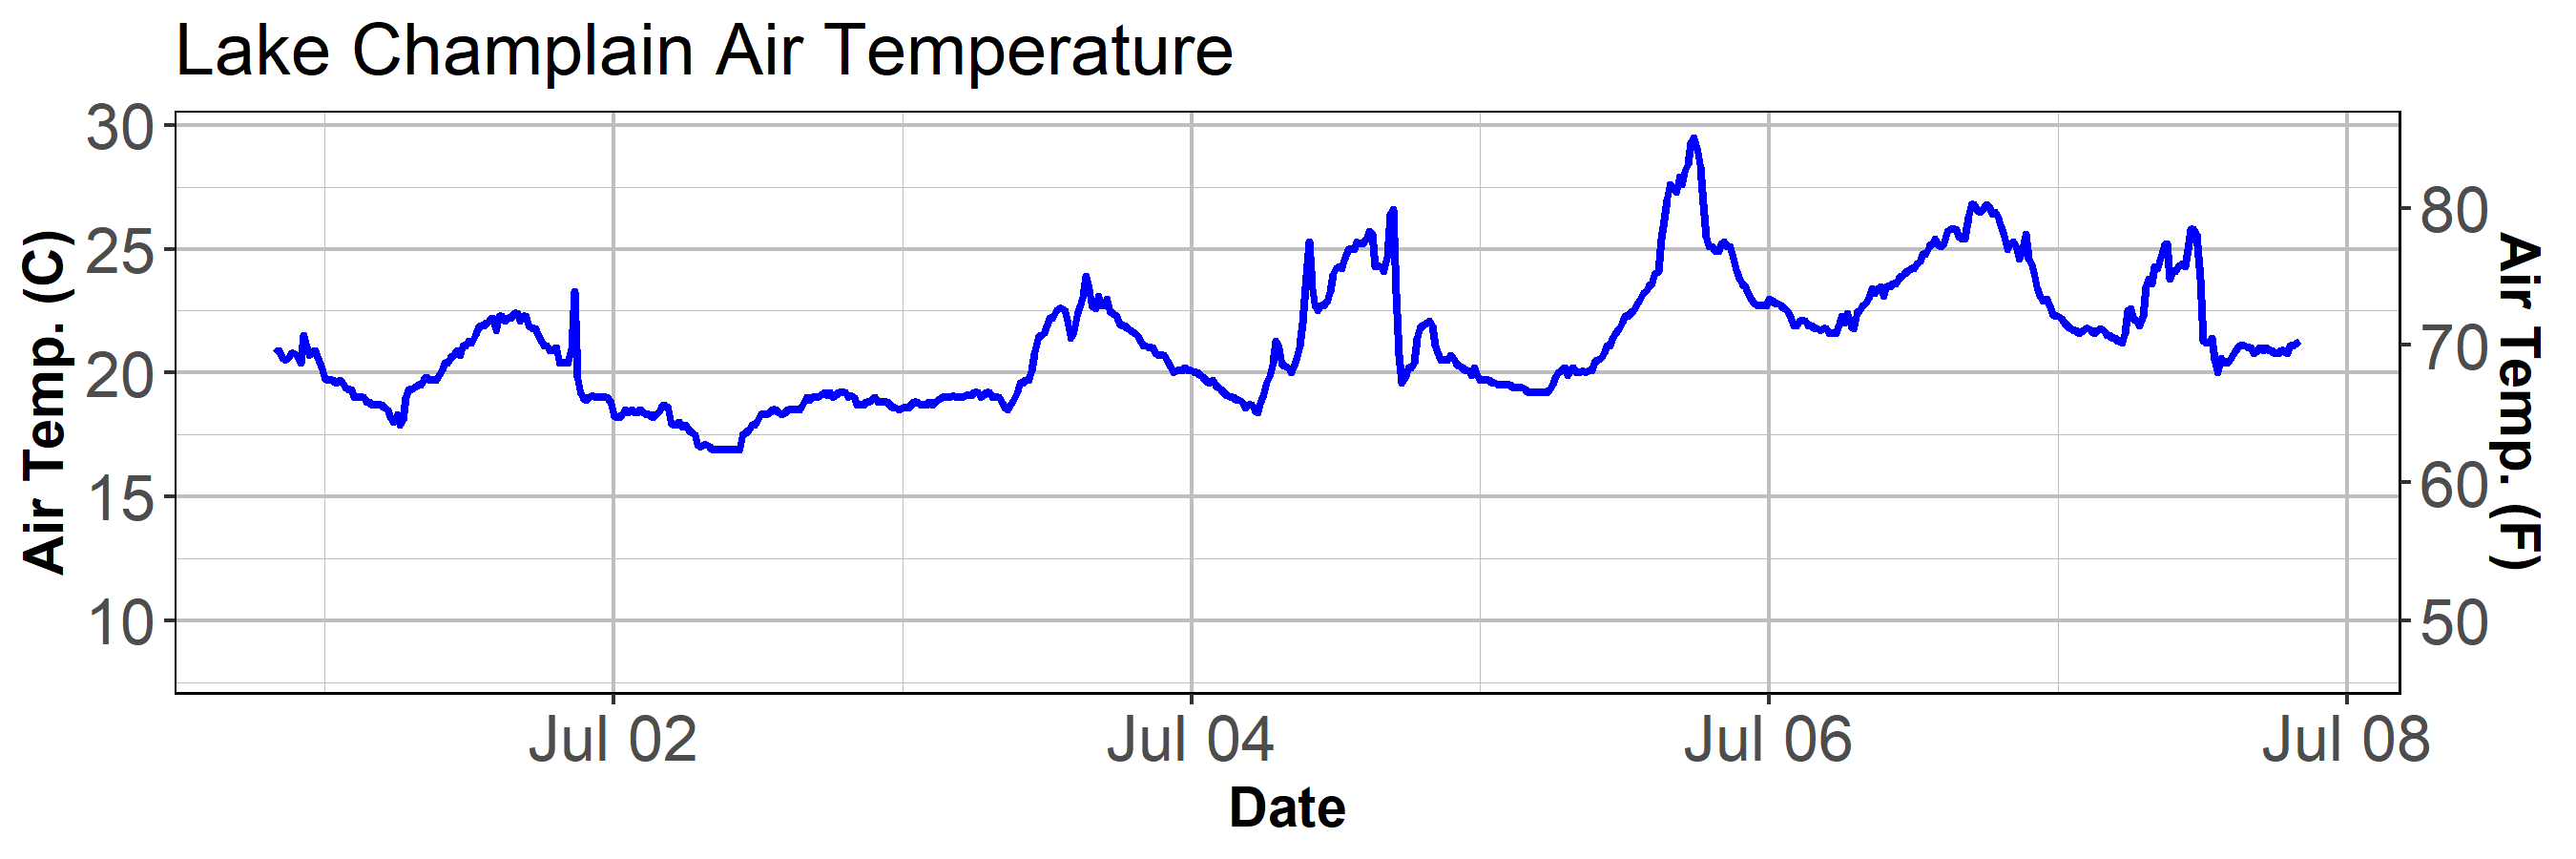 Lake Champlain Air Temperature
30
25
20
15
10
Air Temp. (C)
80
70
60
50
Air Temp. (F)
Jul 02
Jul 04
Jul 06
Jul 08
Date